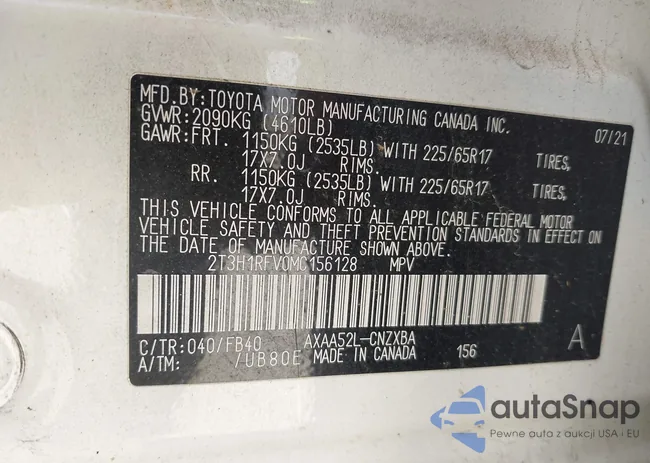 MFD.BY:TOYOTA MOTOR MANUFACTURING CANADA INC.
GVWR:2090KG (4610LB) 07/21
GAWR:FRT. 1150KG (2535LB) WITH 225/65R17 TIRES,
17X7.0J RIMS.
RR. 1150KG (2535LB) WITH 225/65R17 TIRES,
17X7.0J RIMS.
THIS VEHICLE CONFORMS TO ALL APPLICABLE FEDERAL MOTOR
VEHICLE SAFETY AND THEFT PREVENTION STANDARDS IN EFFECT ON
THE DATE OF MANUFACTURE SHOWN ABOVE.
2T3H1RFV0MC156128 MPV
C/TR:040/FB40 AXAA52L-CNZXBA A
A/TM: /UB80E MADE IN CANADA 156
autaSnap
Pewne auta z aukcji USA - EU